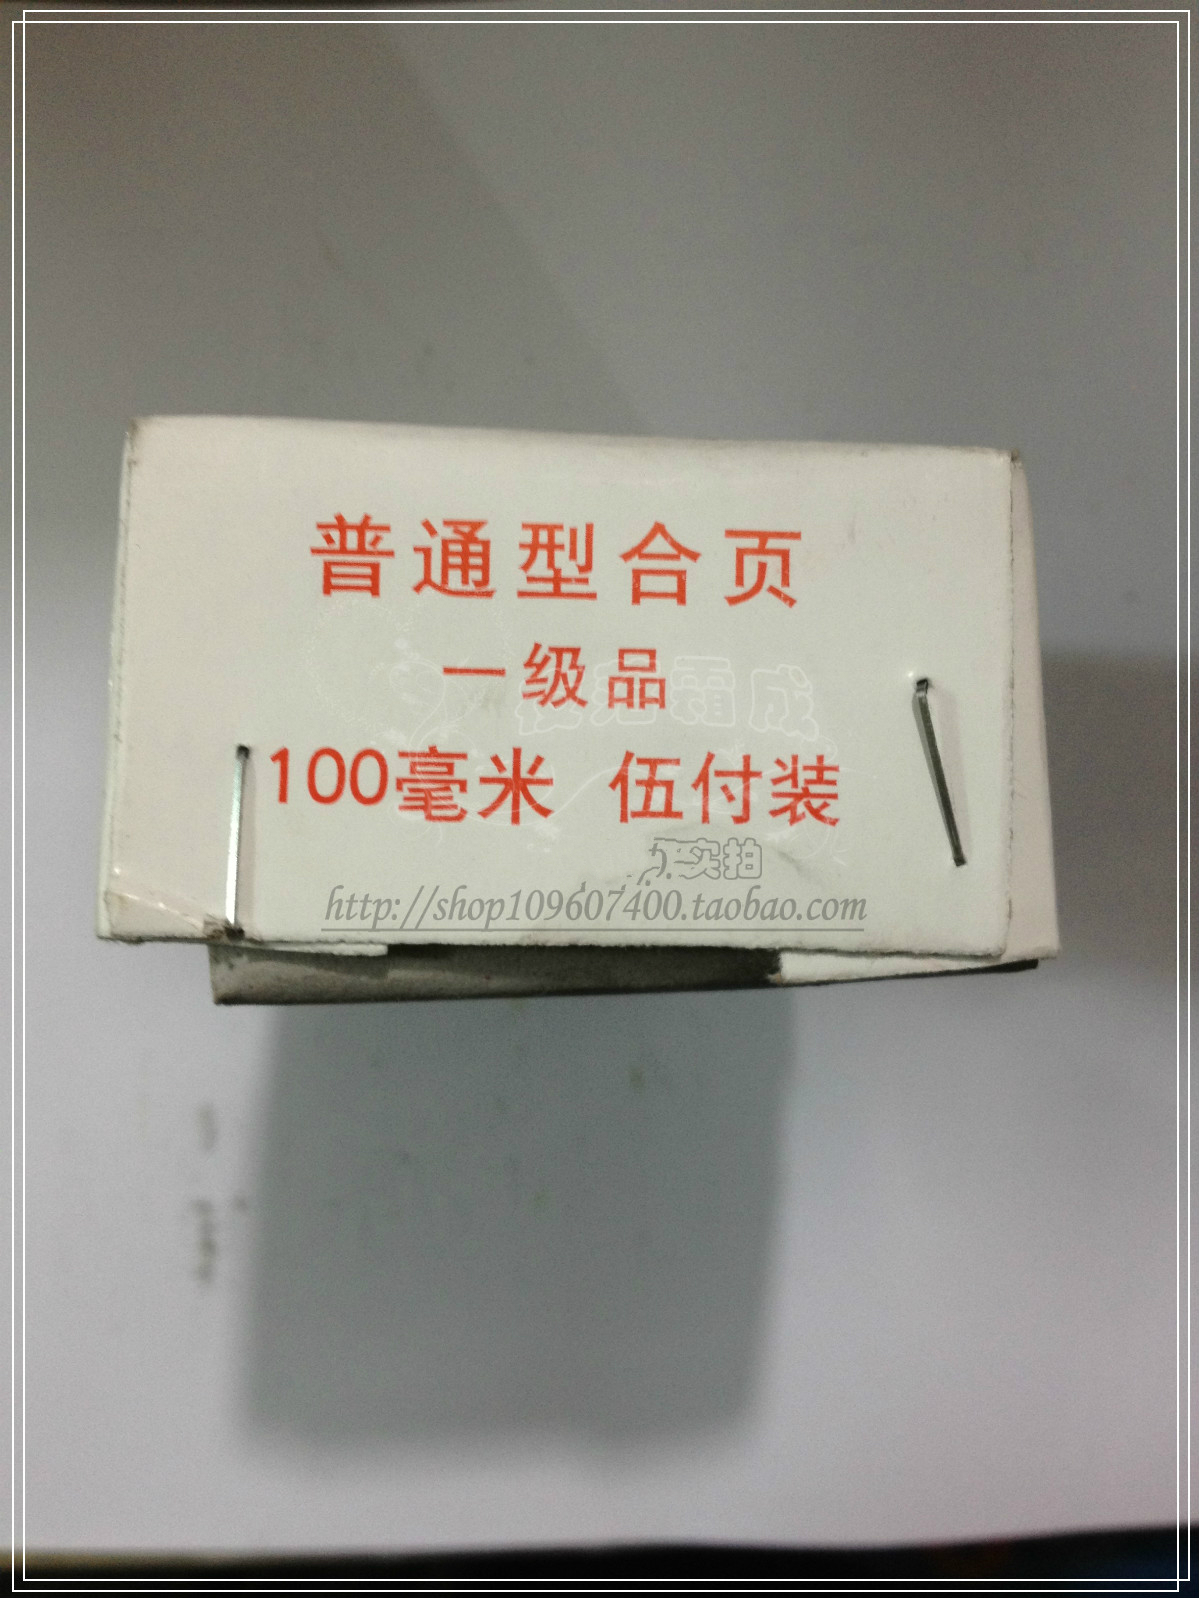 普通型合页
一级品
100毫米 伍付装
实拍
http://shop109607400.taobao.com